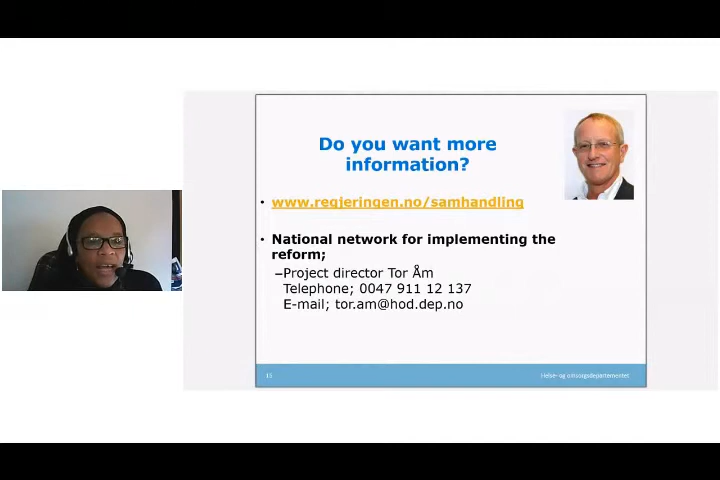 Do you want more
information?
• www.regjeringen.no/samhandling
• National network for implementing the
reform;
–Project director Tor Åm
Telephone; 0047 911 12 137
E-mail; tor.am@hod.dep.no
Helse- og omsorgsdepartementet